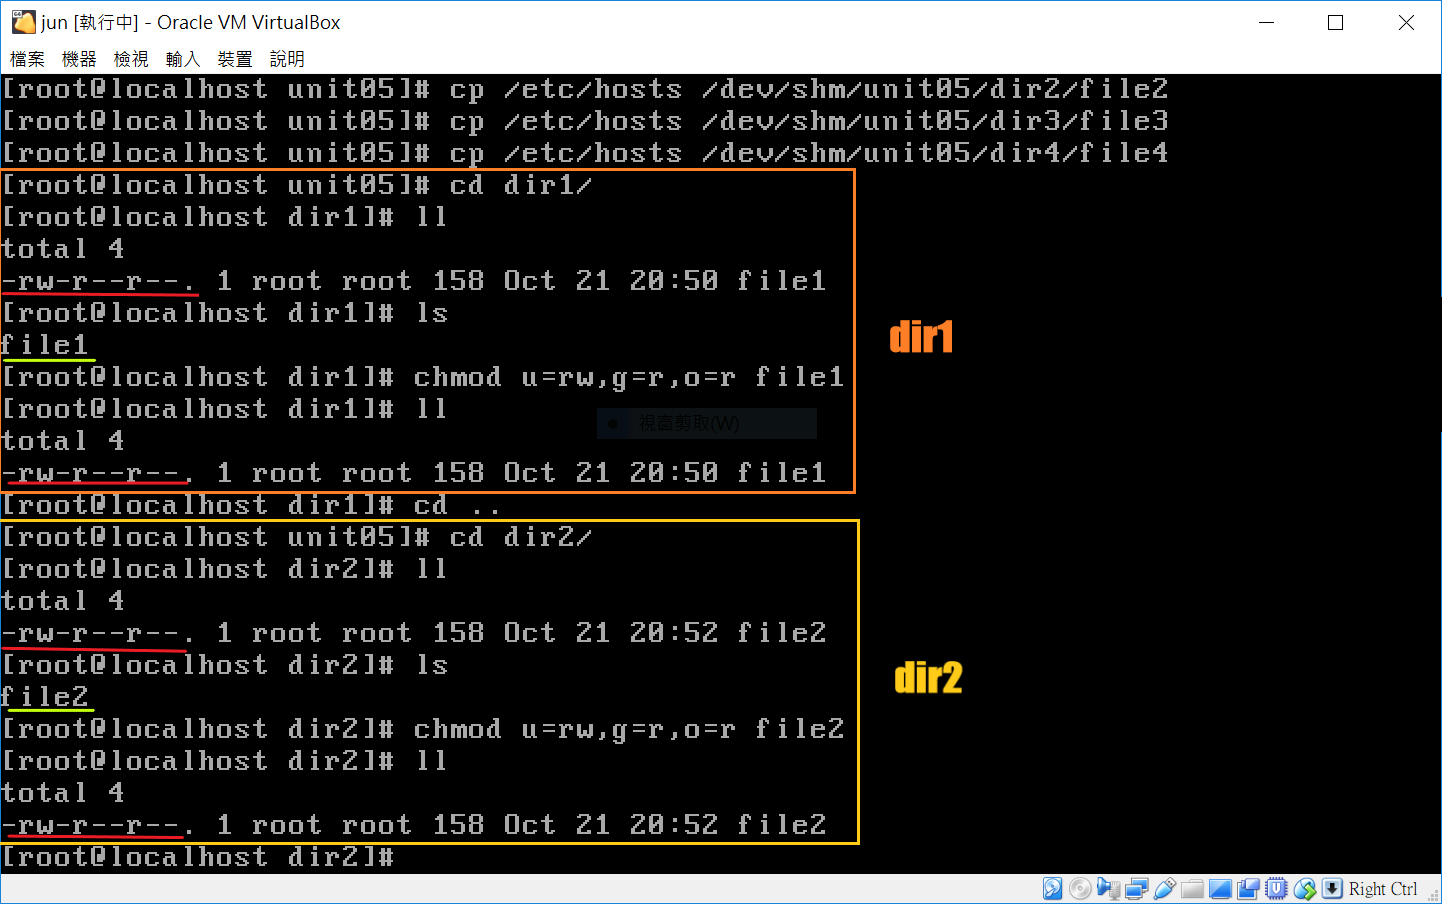 jun [執行中] - Oracle VM VirtualBox
檔案 機器 檢視 輸入 裝置 說明
[root@localhost unit05]# cp /etc/hosts /dev/shm/unit05/dir2/file2
[root@localhost unit05]# cp /etc/hosts /dev/shm/unit05/dir3/file3
[root@localhost unit05]# cp /etc/hosts /dev/shm/unit05/dir4/file4
[root@localhost unit05]# cd dir1/
[root@localhost dir1]# ll
total 4
-rw-r--r--. 1 root root 158 Oct 21 20:50 file1
[root@localhost dir1]# ls
file1
dir1
[root@localhost dir1]# chmod u=rw,g=r,o=r file1
[root@localhost dir1]# ll
視窗剪取(W)
total 4
-rw-r--r--. 1 root root 158 Oct 21 20:50 file1
[root@localhost dir1]# cd ..
[root@localhost unit05]# cd dir2/
[root@localhost dir2]# ll
total 4
-rw-r--r--. 1 root root 158 Oct 21 20:52 file2
[root@localhost dir2]# ls
dir2
file2
[root@localhost dir2]# chmod u=rw,g=r,o=r file2
[root@localhost dir2]# ll
total 4
-rw-r--r--. 1 root root 158 Oct 21 20:52 file2
[root@localhost dir2]#
Right Ctrl